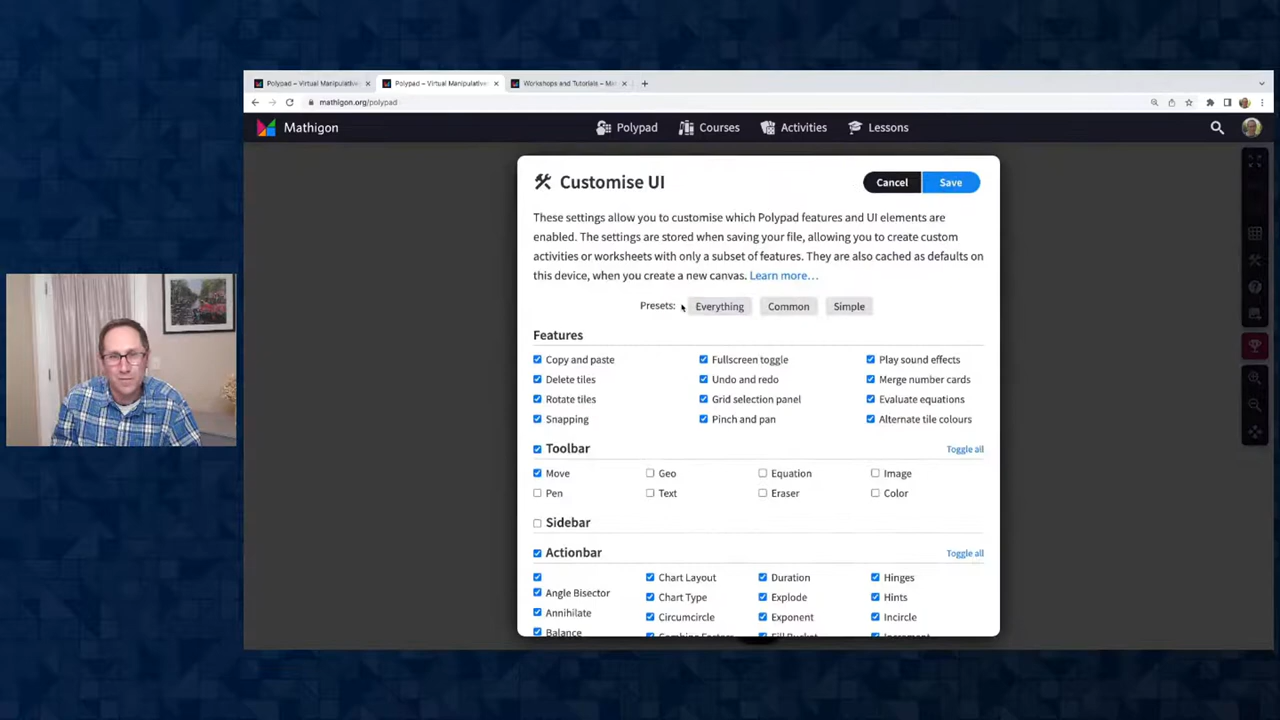 Polypad – Virtual Manipulative
Polypad – Virtual Manipulative
Workshops and Tutorials – Ma
mathigon.org/polypad
Mathigon
Polypad
Courses
Activities
Lessons
Customise UI
Cancel
Save
These settings allow you to customise which Polypad features and UI elements are
enabled. The settings are stored when saving your file, allowing you to create custom
activities or worksheets with only a subset of features. They are also cached as defaults on
this device, when you create a new canvas. Learn more…
Presets:
Everything
Common
Simple
Features
Copy and paste
Fullscreen toggle
Play sound effects
Delete tiles
Undo and redo
Merge number cards
Rotate tiles
Grid selection panel
Evaluate equations
Snapping
Pinch and pan
Alternate tile colours
Toolbar
Toggle all
Move
Geo
Equation
Image
Pen
Text
Eraser
Color
Sidebar
Actionbar
Toggle all
Chart Layout
Duration
Hinges
Angle Bisector
Chart Type
Explode
Hints
Annihilate
Circumcircle
Exponent
Incircle
Balance